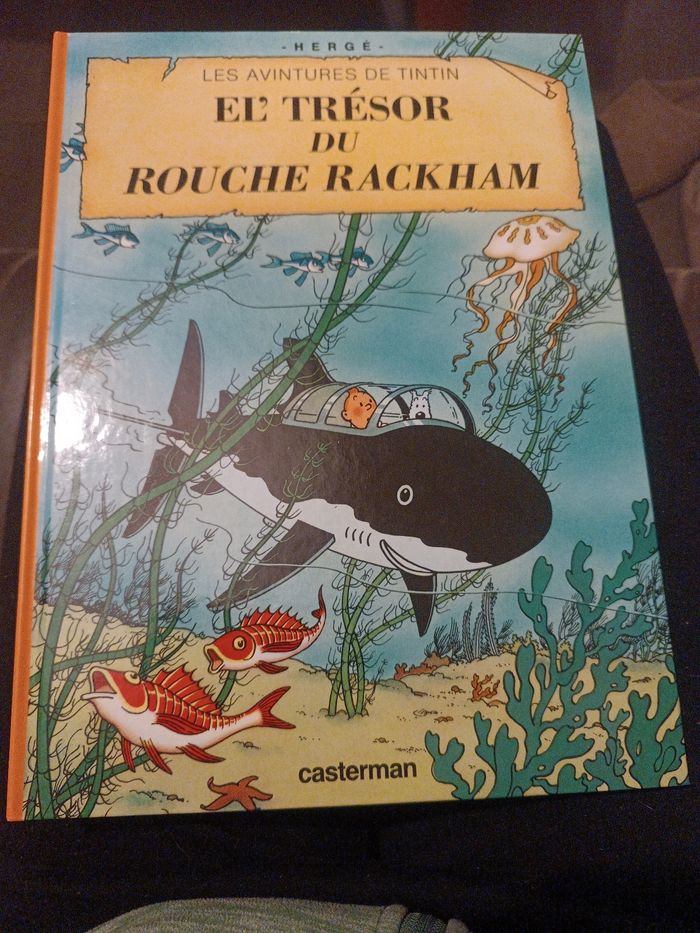 - HERGÉ -
LES AVINTURES DE TINTIN
EL' TRÉSOR
DU
ROUCHE RACKHAM
casterman